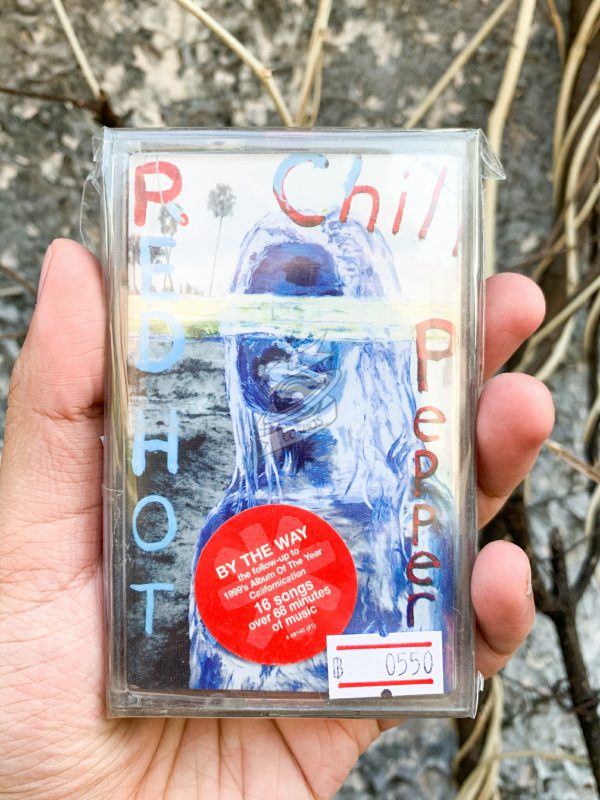 RED HOT
Chili
Pepper
BY THE WAY
the follow-up to
1999's Album Of The Year
Californication
16 songs
over 68 minutes
of music
฿ 0550